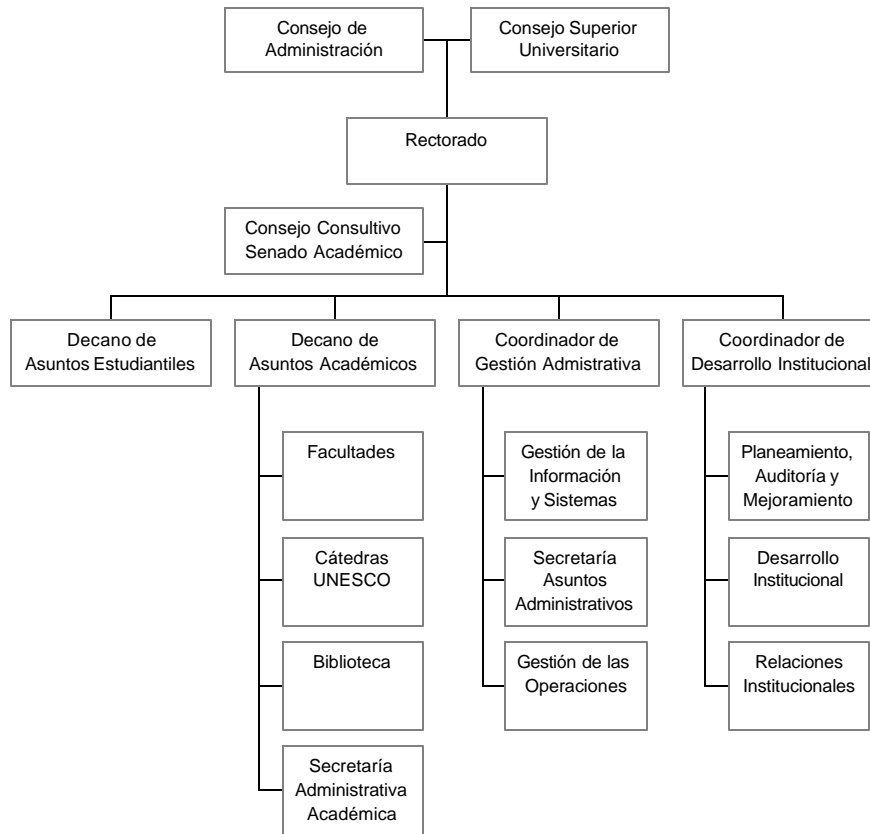 Consejo de
Administración
Consejo Superior
Universitario
Rectorado
Consejo Consultivo
Senado Académico
Decano de
Asuntos Estudiantiles
Decano de
Asuntos Académicos
Coordinador de
Gestión Admistrativa
Coordinador de
Desarrollo Institucional
Facultades
Cátedras
UNESCO
Biblioteca
Secretaría
Administrativa
Académica
Gestión de la
Información
y Sistemas
Secretaría
Asuntos
Administrativos
Gestión de las
Operaciones
Planeamiento,
Auditoría y
Mejoramiento
Desarrollo
Institucional
Relaciones
Institucionales